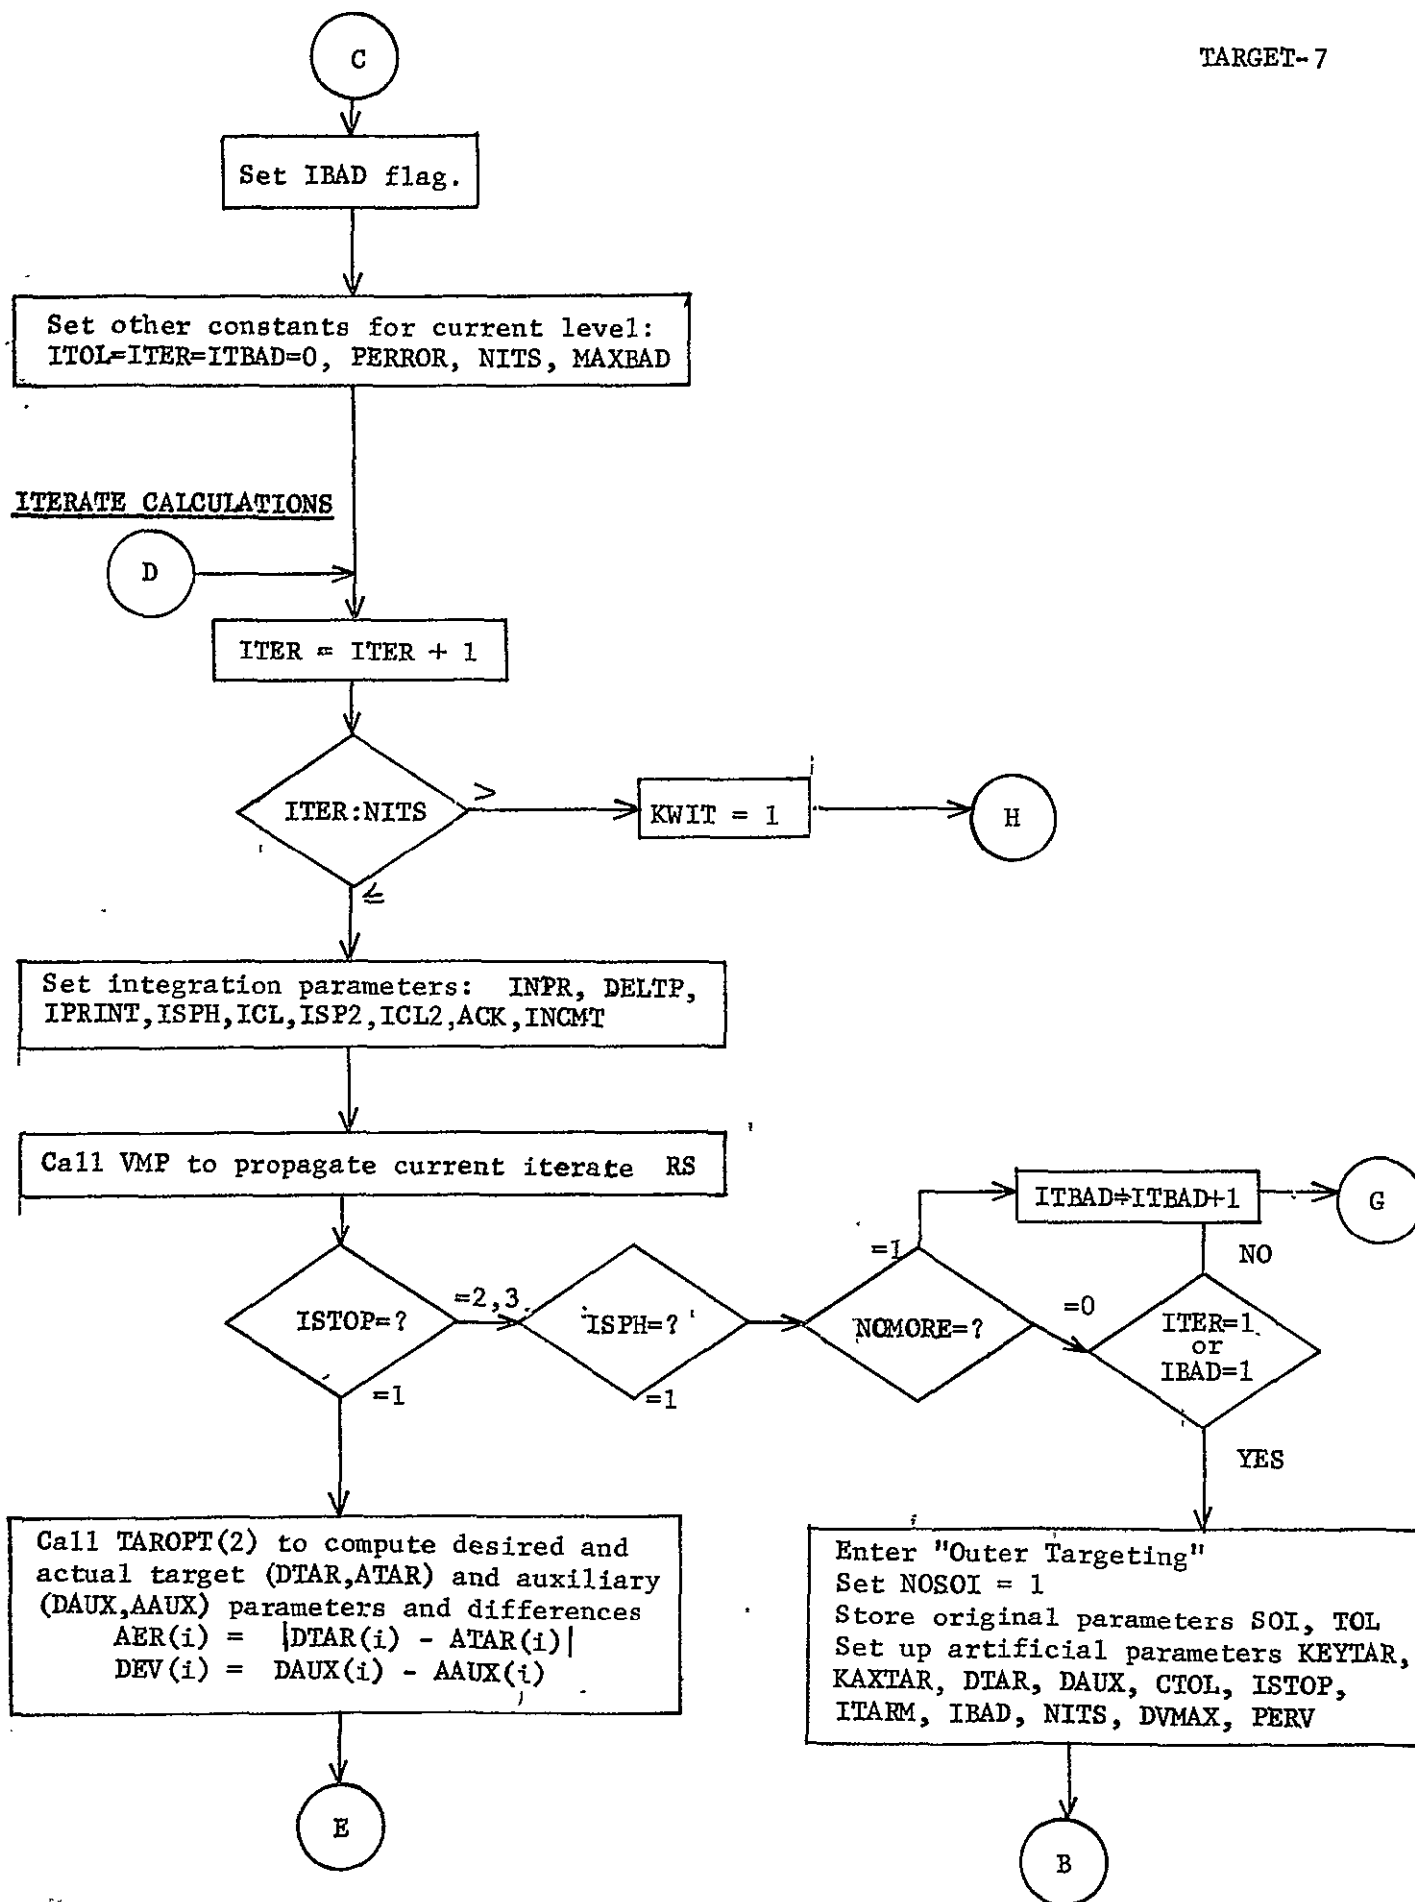 C
TARGET-7
Set IBAD flag.
Set other constants for current level:
ITOL=ITER=ITBAD=0, PERROR, NITS, MAXBAD
ITERATE CALCULATIONS
D
ITER = ITER + 1
ITER:NITS
>
KWIT = 1
H
≤
Set integration parameters: INPR, DELTP,
IPRINT,ISPH,ICL,ISP2,ICL2,ACK,INCMT
Call VMP to propagate current iterate RS
ITBAD=ITBAD+1
G
=1
NO
ISTOP=?
=2,3
ISPH=?
NOMORE=?
=0
ITER=1
or
IBAD=1
=1
=1
YES
Call TAROPT(2) to compute desired and
actual target (DTAR,ATAR) and auxiliary
(DAUX,AAUX) parameters and differences
AER(i) = |DTAR(i) - ATAR(i)|
DEV(i) = DAUX(i) - AAUX(i)
Enter "Outer Targeting"
Set NOSOI = 1
Store original parameters SOI, TOL
Set up artificial parameters KEYTAR,
KAXTAR, DTAR, DAUX, CTOL, ISTOP,
ITARM, IBAD, NITS, DVMAX, PERV
E
B